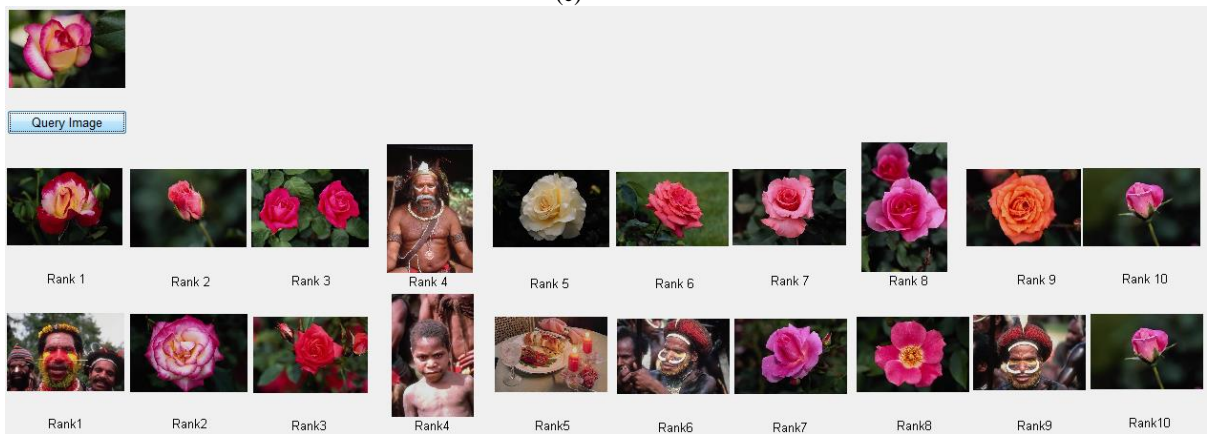 Query Image
Rank 1 Rank 2 Rank 3 Rank 4 Rank 5 Rank 6 Rank 7 Rank 8 Rank 9 Rank 10
Rank1 Rank2 Rank3 Rank4 Rank5 Rank6 Rank7 Rank8 Rank9 Rank10